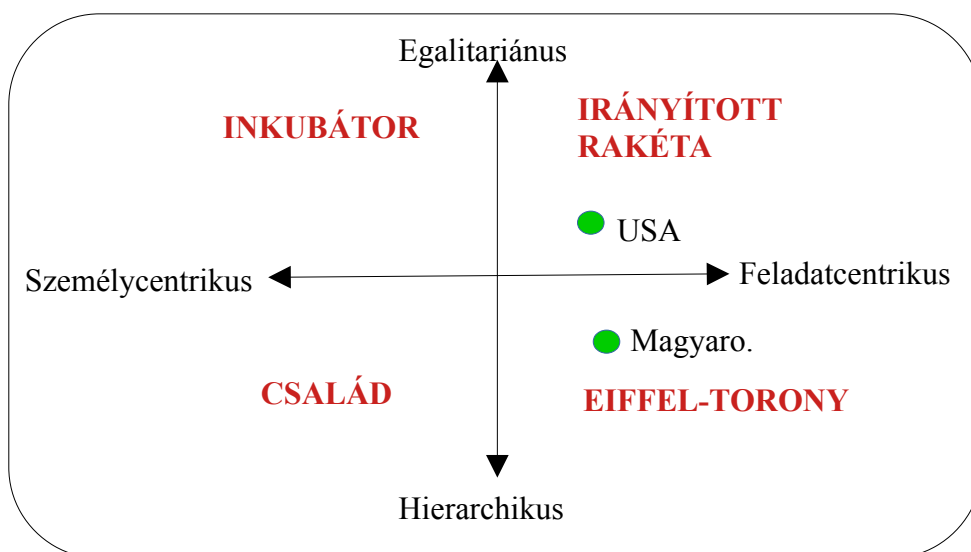 Egalitariánus
INKUBÁTOR
IRÁNYÍTOTT
RAKÉTA
USA
Személycentrikus
Feladatcentrikus
Magyaro.
CSALÁD
EIFFEL-TORONY
Hierarchikus